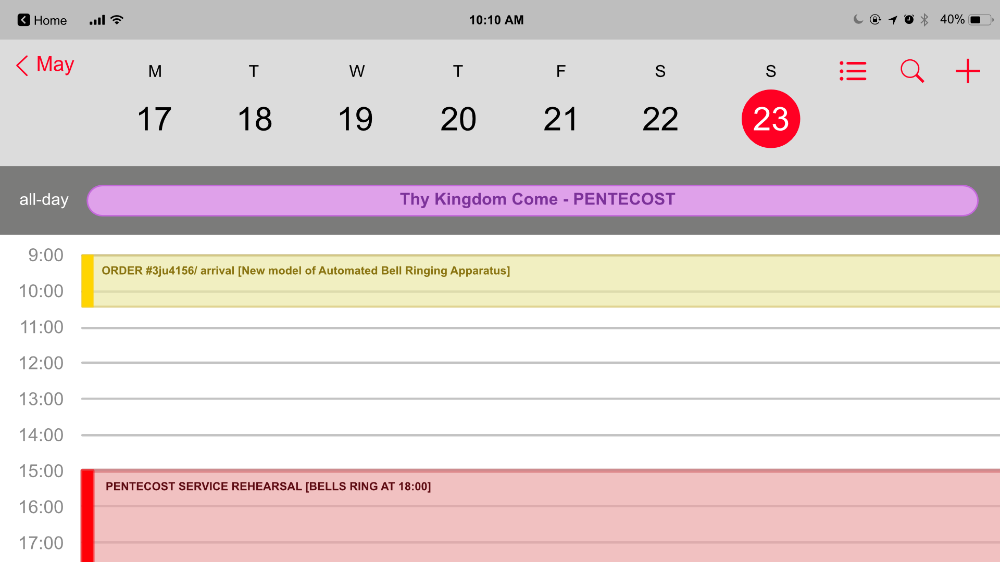 Home 10:10 AM 40%
May M T W T F S S
17 18 19 20 21 22 23
all-day Thy Kingdom Come - PENTECOST
9:00
ORDER #3ju4156/ arrival [New model of Automated Bell Ringing Apparatus]
10:00
11:00
12:00
13:00
14:00
15:00
PENTECOST SERVICE REHEARSAL [BELLS RING AT 18:00]
16:00
17:00